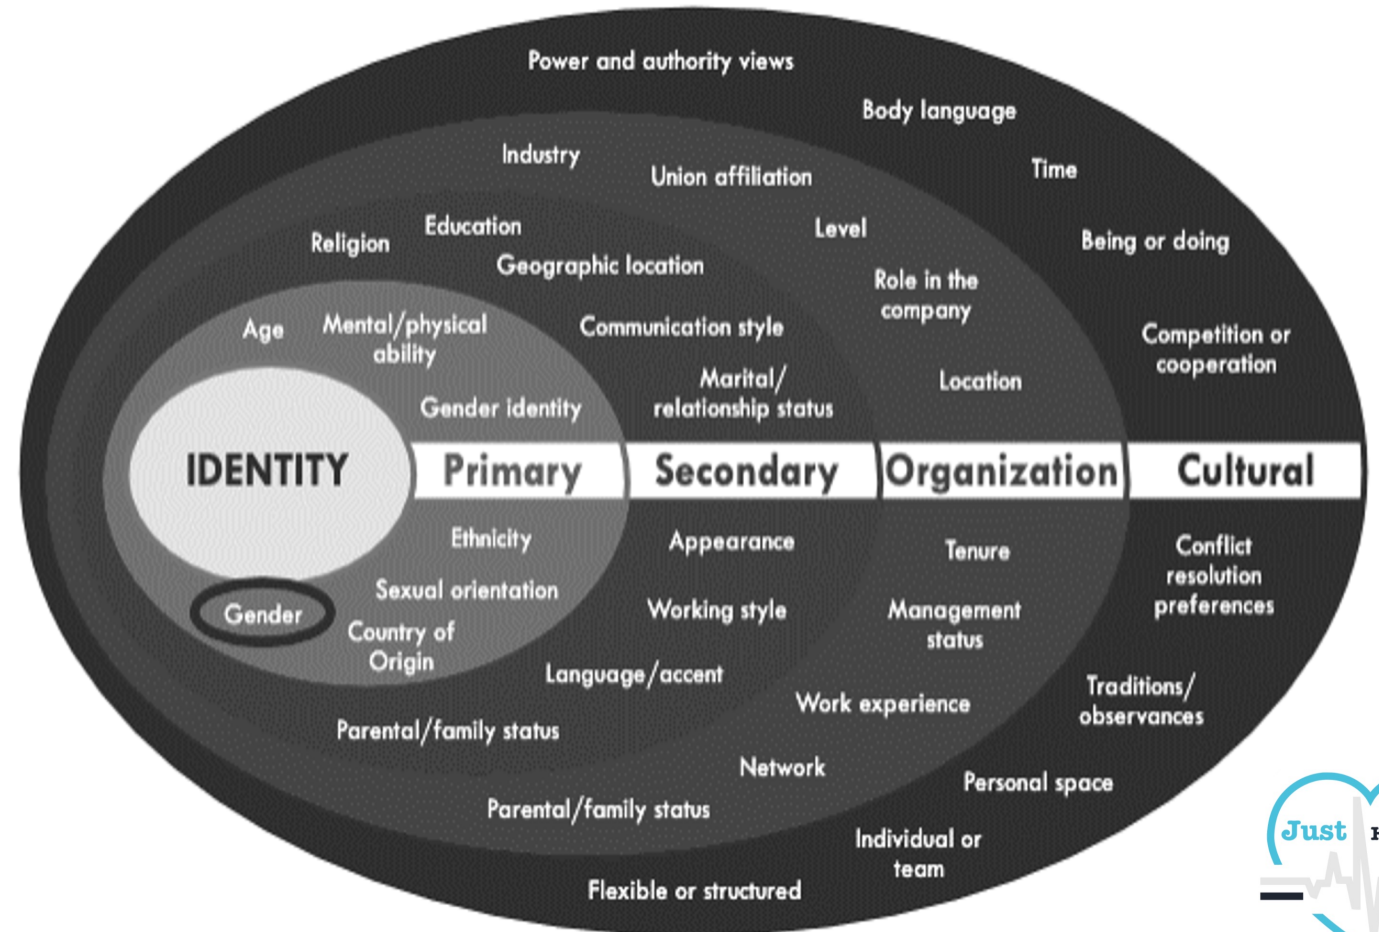 Power and authority views
Body language
Industry
Time
Union affiliation
Education
Level
Religion
Being or doing
Geographic location
Role in the
company
Age
Mental/physical
ability
Communication style
Competition or
cooperation
Marital/
relationship status
Location
Gender identity
IDENTITY
Primary
Secondary
Organization
Cultural
Ethnicity
Appearance
Tenure
Conflict
resolution
preferences
Sexual orientation
Gender
Working style
Management
status
Country of
Origin
Language/accent
Traditions/
observances
Work experience
Parental/family status
Network
Personal space
Parental/family status
Individual or
team
Flexible or structured
Just